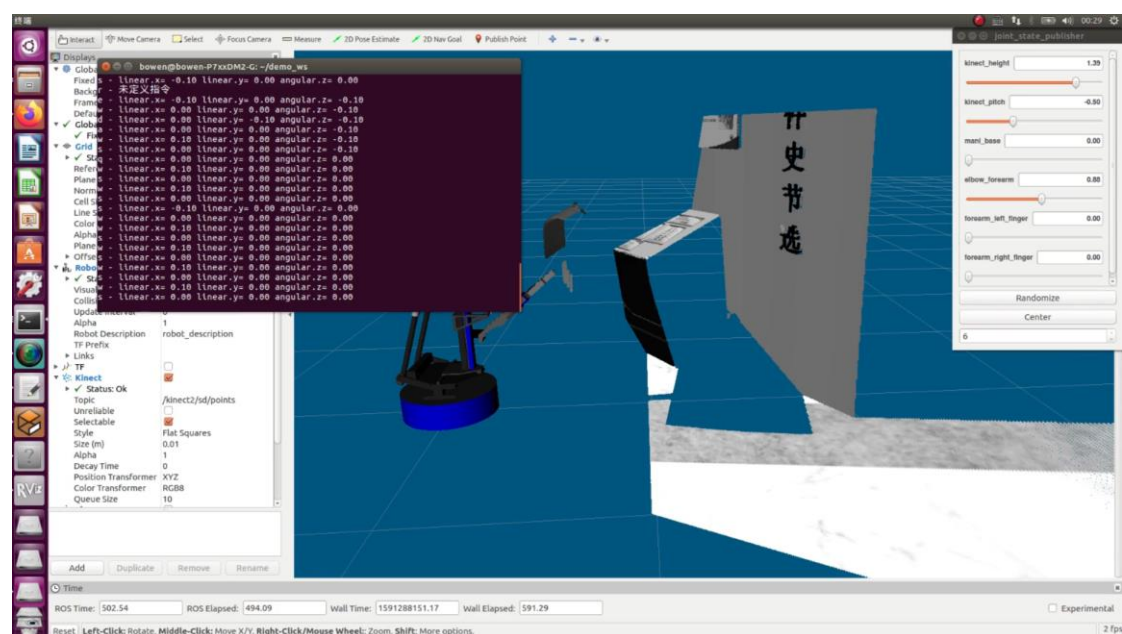 终端
00:29
Interact Move Camera Select Focus Camera Measure 2D Pose Estimate 2D Nav Goal Publish Point
joint_state_publisher
Displays
bowen@bowen-P7xxDM2-G: ~/demo_ws
s - linear.x= -0.10 linear.y= 0.00 angular.z= 0.00
r - 未定义指令
- linear.x= -0.10 linear.y= 0.00 angular.z= -0.10
w - linear.x= 0.00 linear.y= 0.00 angular.z= -0.10
d - linear.x= 0.00 linear.y= -0.10 angular.z= -0.10
a - linear.x= 0.00 linear.y= 0.00 angular.z= -0.10
w - linear.x= 0.10 linear.y= 0.00 angular.z= -0.10
s - linear.x= 0.00 linear.y= 0.00 angular.z= -0.10
q - linear.x= 0.00 linear.y= 0.00 angular.z= 0.00
w - linear.x= 0.10 linear.y= 0.00 angular.z= 0.00
s - linear.x= 0.00 linear.y= 0.00 angular.z= 0.00
w - linear.x= 0.10 linear.y= 0.00 angular.z= 0.00
s - linear.x= 0.00 linear.y= 0.00 angular.z= 0.00
s - linear.x= -0.10 linear.y= 0.00 angular.z= 0.00
w - linear.x= 0.00 linear.y= 0.00 angular.z= 0.00
w - linear.x= 0.10 linear.y= 0.00 angular.z= 0.00
s - linear.x= 0.00 linear.y= 0.00 angular.z= 0.00
w - linear.x= 0.10 linear.y= 0.00 angular.z= 0.00
s - linear.x= 0.00 linear.y= 0.00 angular.z= 0.00
w - linear.x= 0.10 linear.y= 0.00 angular.z= 0.00
s - linear.x= 0.00 linear.y= 0.00 angular.z= 0.00
w - linear.x= 0.10 linear.y= 0.00 angular.z= 0.00
s - linear.x= 0.00 linear.y= 0.00 angular.z= 0.00
Grid
Alpha 1
Robot Description robot_description
TF Prefix
Links
TF
Kinect
Status: Ok
Topic /kinect2/sd/points
Unreliable
Selectable
Style Flat Squares
Size (m) 0.01
Alpha 1
Decay Time 0
Position Transformer XYZ
Color Transformer RGB8
Queue Size 10
Add Duplicate Remove Rename
史
节
选
kinect_height 1.39
kinect_pitch -0.50
mani_base 0.00
elbow_forearm 0.88
forearm_left_finger 0.00
forearm_right_finger 0.00
Randomize
Center
6
RViz
Time
ROS Time: 502.54 ROS Elapsed: 494.09 Wall Time: 1591288151.17 Wall Elapsed: 591.29 Experimental
Reset Left-Click: Rotate. Middle-Click: Move X/Y. Right-Click/Mouse Wheel: Zoom. Shift: More options. 2 fps